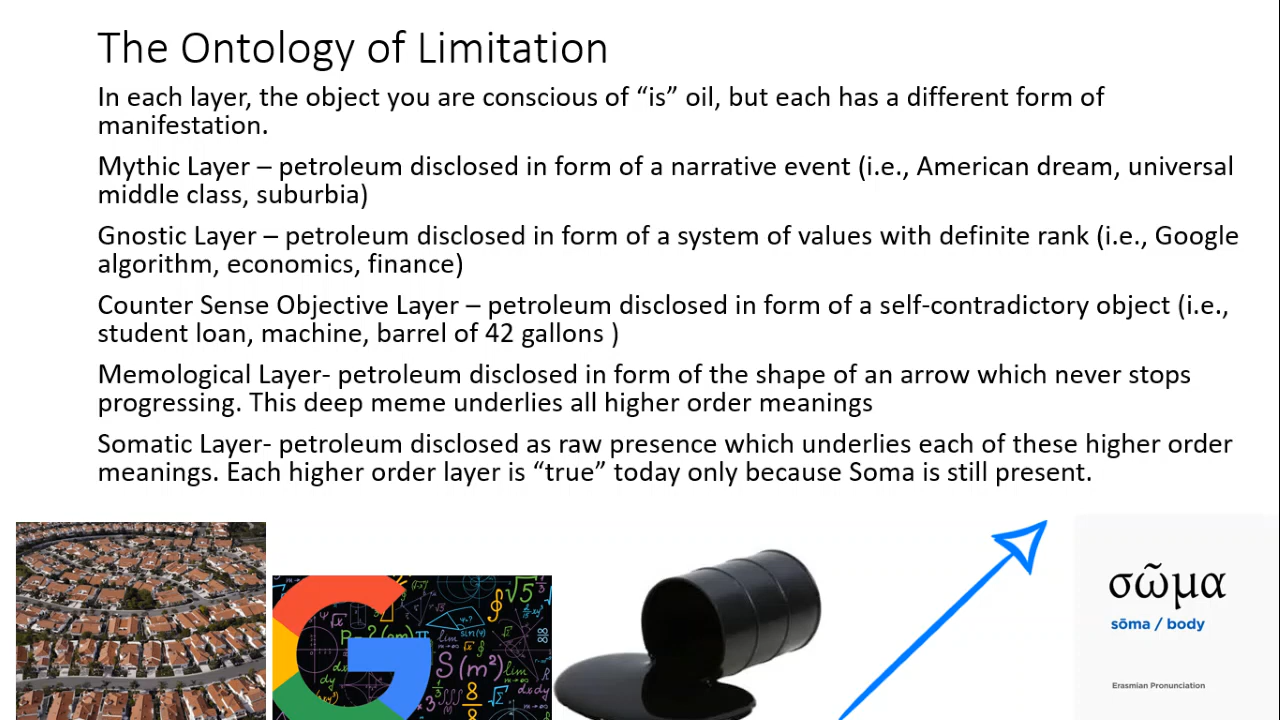 The Ontology of Limitation
In each layer, the object you are conscious of “is” oil, but each has a different form of
manifestation.
Mythic Layer – petroleum disclosed in form of a narrative event (i.e., American dream, universal
middle class, suburbia)
Gnostic Layer – petroleum disclosed in form of a system of values with definite rank (i.e., Google
algorithm, economics, finance)
Counter Sense Objective Layer – petroleum disclosed in form of a self-contradictory object (i.e.,
student loan, machine, barrel of 42 gallons )
Memological Layer- petroleum disclosed in form of the shape of an arrow which never stops
progressing. This deep meme underlies all higher order meanings
Somatic Layer- petroleum disclosed as raw presence which underlies each of these higher order
meanings. Each higher order layer is “true” today only because Soma is still present.
σῶμα
sōma / body
Erasmian Pronunciation